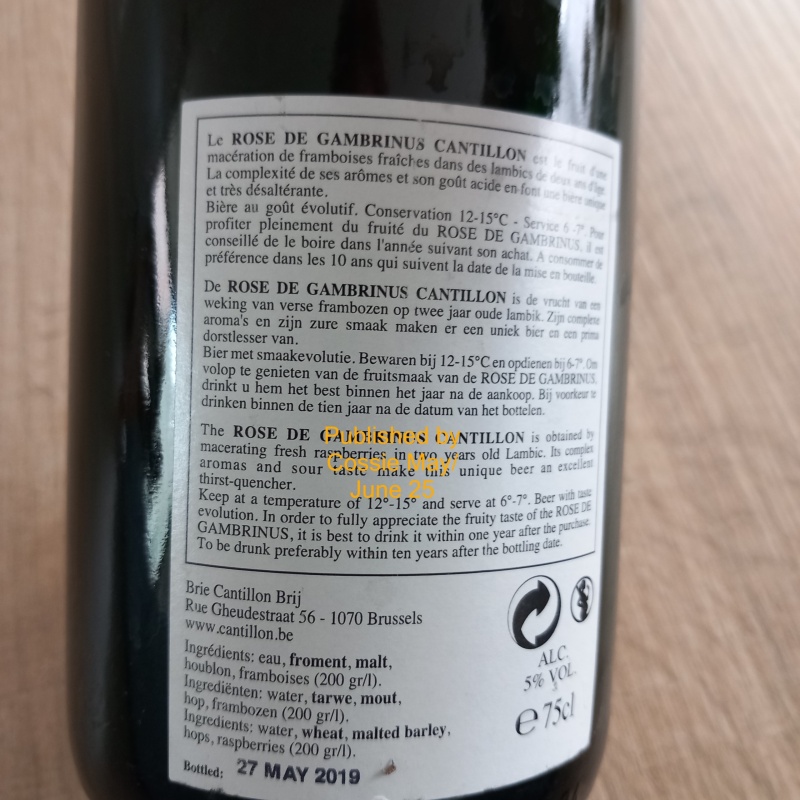 Le ROSE DE GAMBRINUS CANTILLON est le fruit d'une
macération de framboises fraîches dans des lambics de deux ans d'âge.
La complexité de ses arômes et son goût acide en font une bière unique
et très désaltérante.
Bière au goût évolutif. Conservation 12-15°C - Service 6 -7°. Pour
profiter pleinement du fruité du ROSE DE GAMBRINUS, il est
conseillé de le boire dans l'année suivant son achat. A consommer de
préférence dans les 10 ans qui suivent la date de la mise en bouteille.
De ROSE DE GAMBRINUS CANTILLON is de vrucht van een
weking van verse frambozen op twee jaar oude lambik. Zijn complexe
aroma's en zijn zure smaak maken er een uniek bier en een prima
dorstlesser van.
Bier met smaakevolutie. Bewaren bij 12-15°C en opdienen bij 6-7°. Om
volop te genieten van de fruitsmaak van de ROSE DE GAMBRINUS,
drinkt u hem het best binnen het jaar na de aankoop. Bij voorkeur te
drinken binnen de tien jaar na de datum van het bottelen.
The ROSE DE GAMBRINUS CANTILLON is obtained by
macerating fresh raspberries in two years old Lambic. Its complex
aromas and sour taste make this unique beer an excellent
thirst-quencher.
Keep at a temperature of 12°-15° and serve at 6°-7°. Beer with taste
evolution. In order to fully appreciate the fruity taste of the ROSE DE
GAMBRINUS, it is best to drink it within one year after the purchase.
To be drunk preferably within ten years after the bottling date.
Published by
Cossie May/
June 25
Brie Cantillon Brij
Rue Gheudestraat 56 - 1070 Brussels
www.cantillon.be
Ingrédients: eau, froment, malt,
houblon, framboises (200 gr/l).
Ingrediënten: water, tarwe, mout,
hop, frambozen (200 gr/l).
Ingredients: water, wheat, malted barley,
hops, raspberries (200 gr/l).
Bottled: 27 MAY 2019
ALC.
5% VOL.
e 75cl